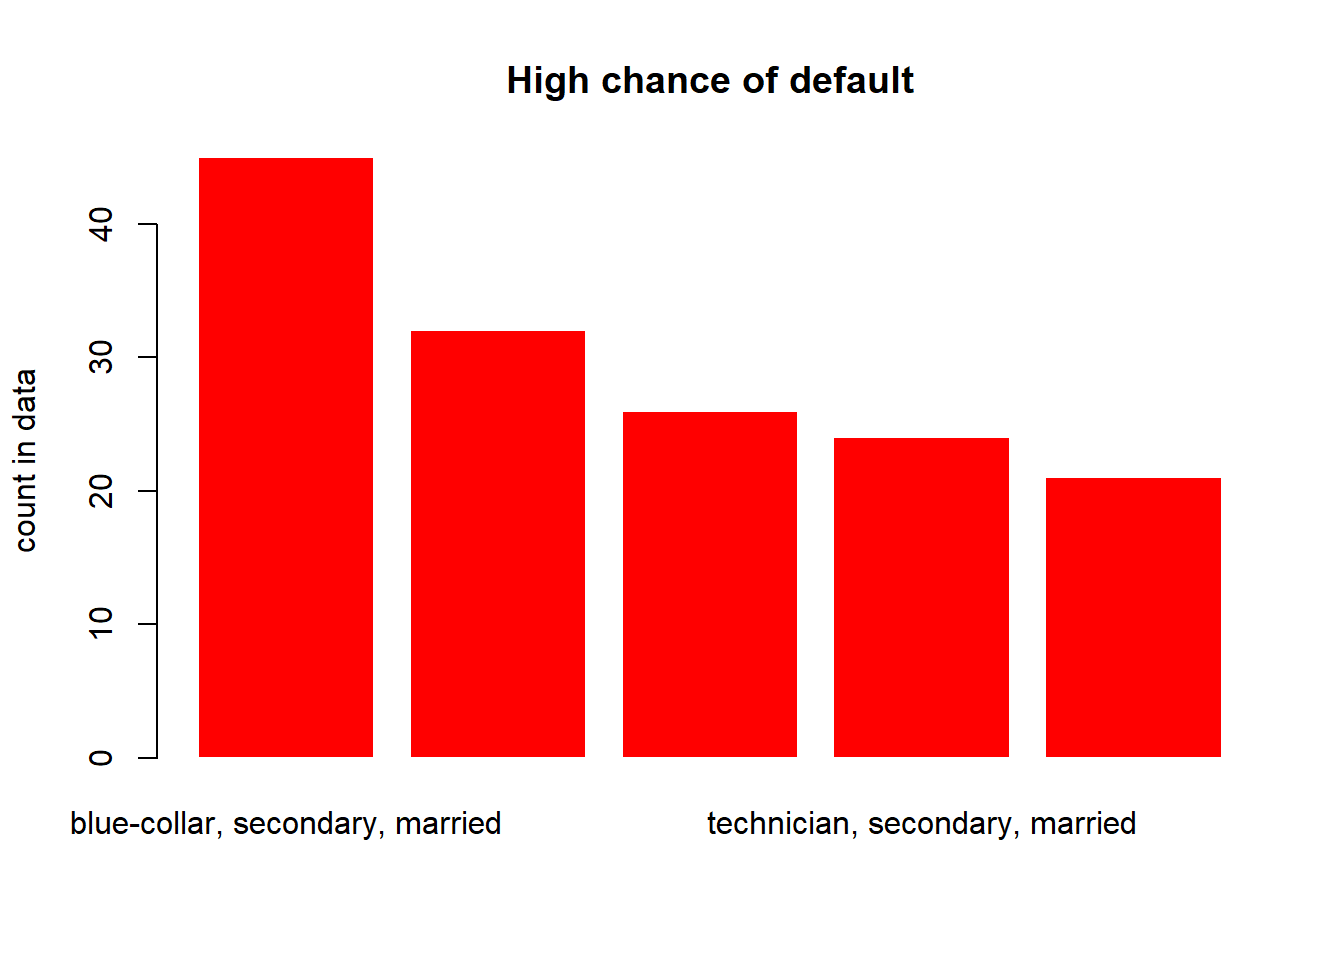 High chance of default
count in data
40
30
20
10
0
blue-collar, secondary, married
technician, secondary, married